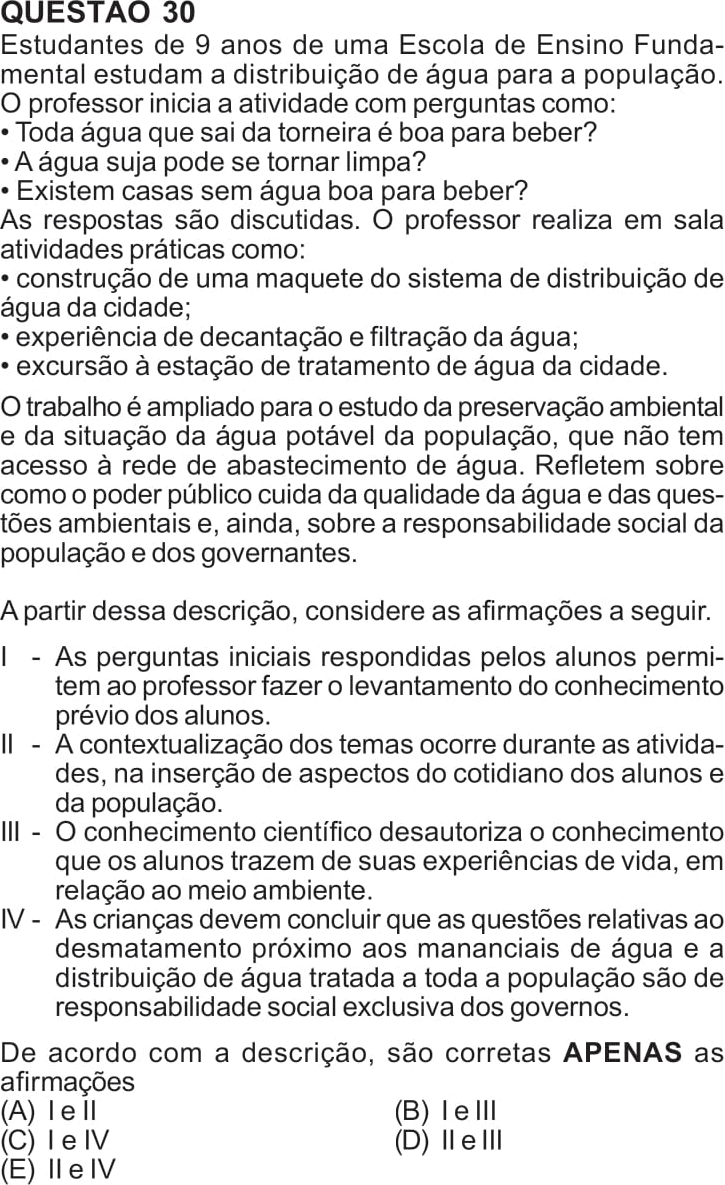 QUESTÃO 30
Estudantes de 9 anos de uma Escola de Ensino Funda-
mental estudam a distribuição de água para a população.
O professor inicia a atividade com perguntas como:
• Toda água que sai da torneira é boa para beber?
• A água suja pode se tornar limpa?
• Existem casas sem água boa para beber?
As respostas são discutidas. O professor realiza em sala
atividades práticas como:
• construção de uma maquete do sistema de distribuição de
água da cidade;
• experiência de decantação e filtração da água;
• excursão à estação de tratamento de água da cidade.
O trabalho é ampliado para o estudo da preservação ambiental
e da situação da água potável da população, que não tem
acesso à rede de abastecimento de água. Refletem sobre
como o poder público cuida da qualidade da água e das ques-
tões ambientais e, ainda, sobre a responsabilidade social da
população e dos governantes.
A partir dessa descrição, considere as afirmações a seguir.
I - As perguntas iniciais respondidas pelos alunos permi-
tem ao professor fazer o levantamento do conhecimento
prévio dos alunos.
II - A contextualização dos temas ocorre durante as ativida-
des, na inserção de aspectos do cotidiano dos alunos e
da população.
III - O conhecimento científico desautoriza o conhecimento
que os alunos trazem de suas experiências de vida, em
relação ao meio ambiente.
IV - As crianças devem concluir que as questões relativas ao
desmatamento próximo aos mananciais de água e a
distribuição de água tratada a toda a população são de
responsabilidade social exclusiva dos governos.
De acordo com a descrição, são corretas APENAS as
afirmações
(A) I e II (B) I e III
(C) I e IV (D) II e III
(E) II e IV